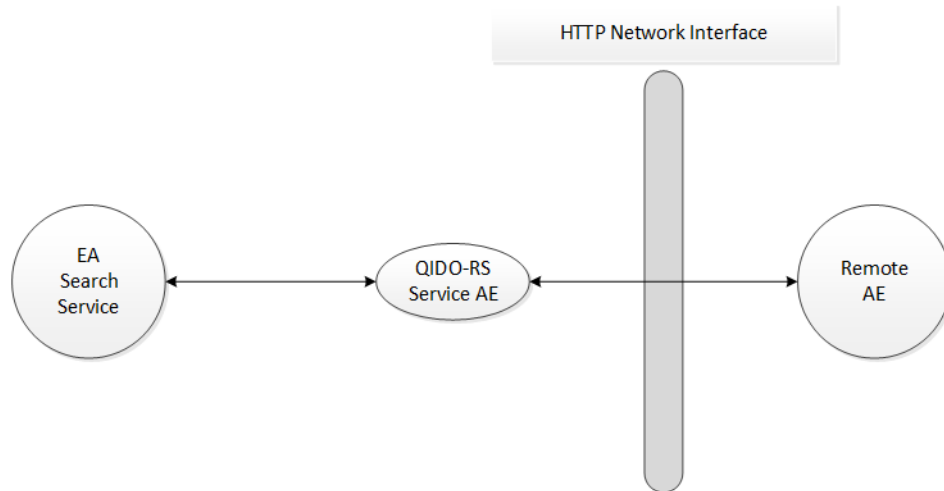 HTTP Network Interface
EA
Search
Service
QIDO-RS
Service AE
Remote
AE